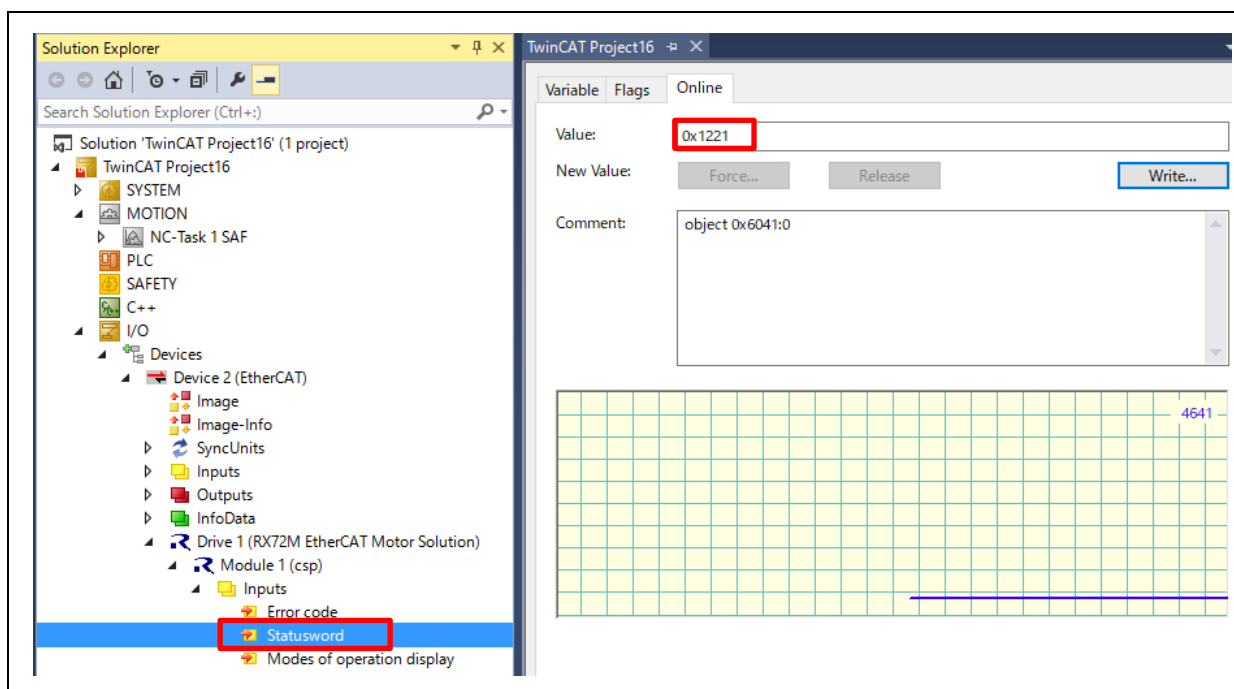 Solution Explorer
Search Solution Explorer (Ctrl+:)
Solution 'TwinCAT Project16' (1 project)
TwinCAT Project16
SYSTEM
MOTION
NC-Task 1 SAF
PLC
SAFETY
C++
I/O
Devices
Device 2 (EtherCAT)
Image
Image-Info
SyncUnits
Inputs
Outputs
InfoData
Drive 1 (RX72M EtherCAT Motor Solution)
Module 1 (csp)
Inputs
Error code
Statusword
Modes of operation display
TwinCAT Project16
Variable Flags Online
Value: 0x1221
New Value: Force... Release Write...
Comment: object 0x6041:0
4641